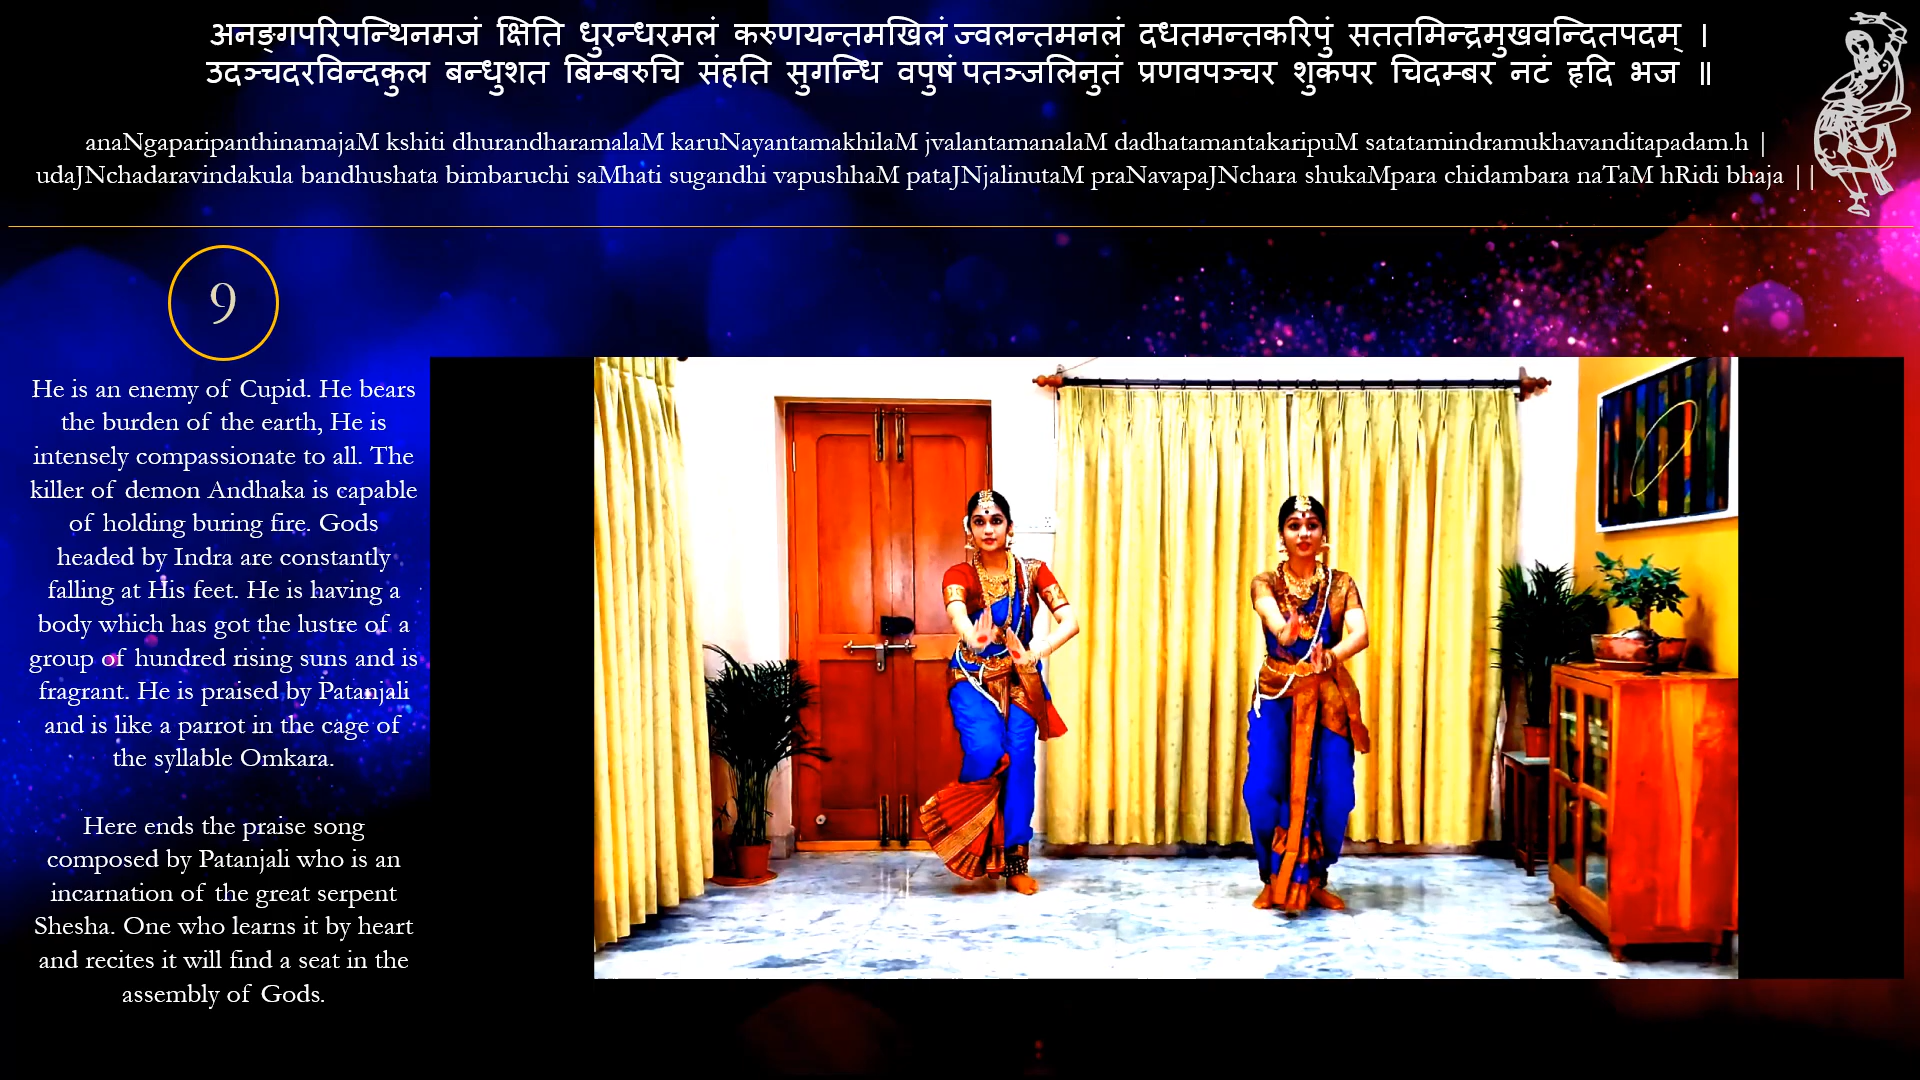 अनङ्गपरिपन्थिनमजं क्षिति धुरन्धरमलं करुणयन्तमखिलं ज्वलन्तमनलं दधतमन्तकरिपुं सततमिन्द्रमुखवन्दितपदम् ।
उदञ्चदरविन्दकुल बन्धुशत बिम्बरुचि संहति सुगन्धि वपुषं पतञ्जलिनुतं प्रणवपञ्चर शुकंपर चिदम्बर नटं हृदि भज ॥
anaNgaparipanthinamajaM kshiti dhurandharamalaM karuNayantamakhilaM jvalantamanalaM dadhatamantakaripuM satatamindramukhavanditapadam.h |
udaJNchadaravindakula bandhushata bimbaruchi saMhati sugandhi vapushhaM pataJNjalinutaM praNavapaJNchara shukaMpara chidambara naTaM hRidi bhaja ||
9
He is an enemy of Cupid. He bears
the burden of the earth, He is
intensely compassionate to all. The
killer of demon Andhaka is capable
of holding buring fire. Gods
headed by Indra are constantly
falling at His feet. He is having a
body which has got the lustre of a
group of hundred rising suns and is
fragrant. He is praised by Patanjali
and is like a parrot in the cage of
the syllable Omkara.
Here ends the praise song
composed by Patanjali who is an
incarnation of the great serpent
Shesha. One who learns it by heart
and recites it will find a seat in the
assembly of Gods.